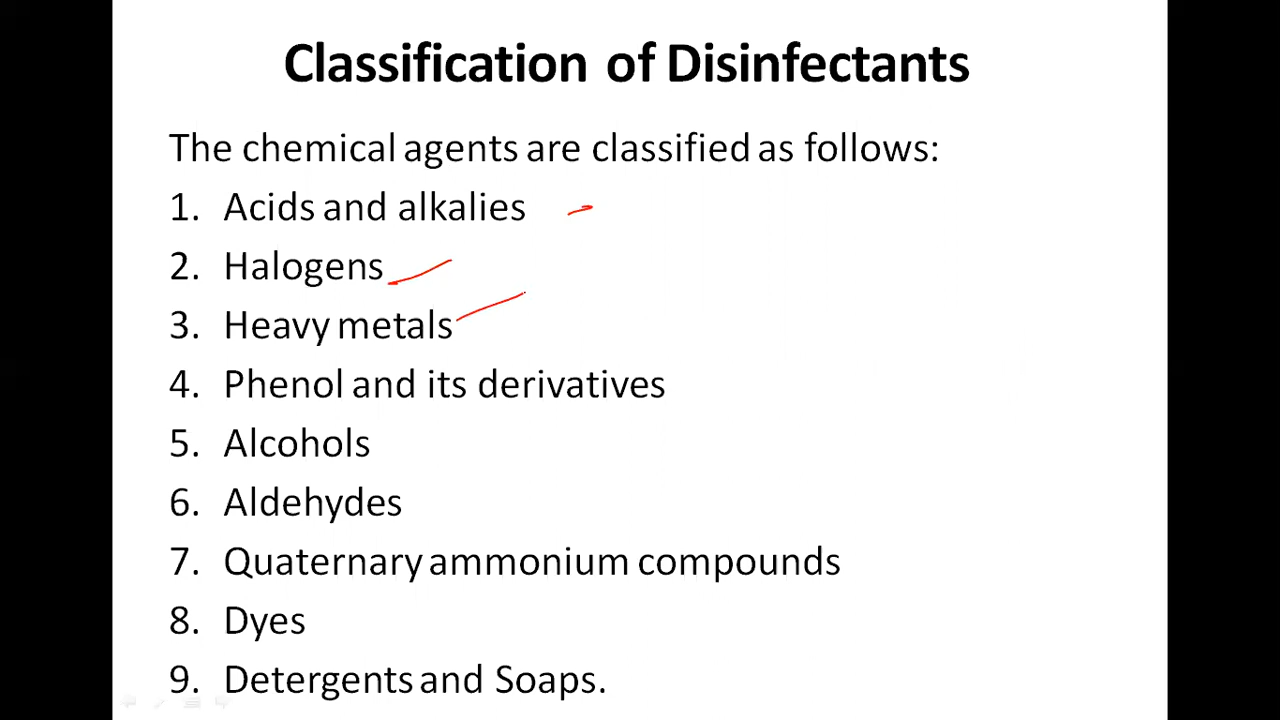 Classification of Disinfectants
The chemical agents are classified as follows:
1. Acids and alkalies
2. Halogens
3. Heavy metals
4. Phenol and its derivatives
5. Alcohols
6. Aldehydes
7. Quaternary ammonium compounds
8. Dyes
9. Detergents and Soaps.